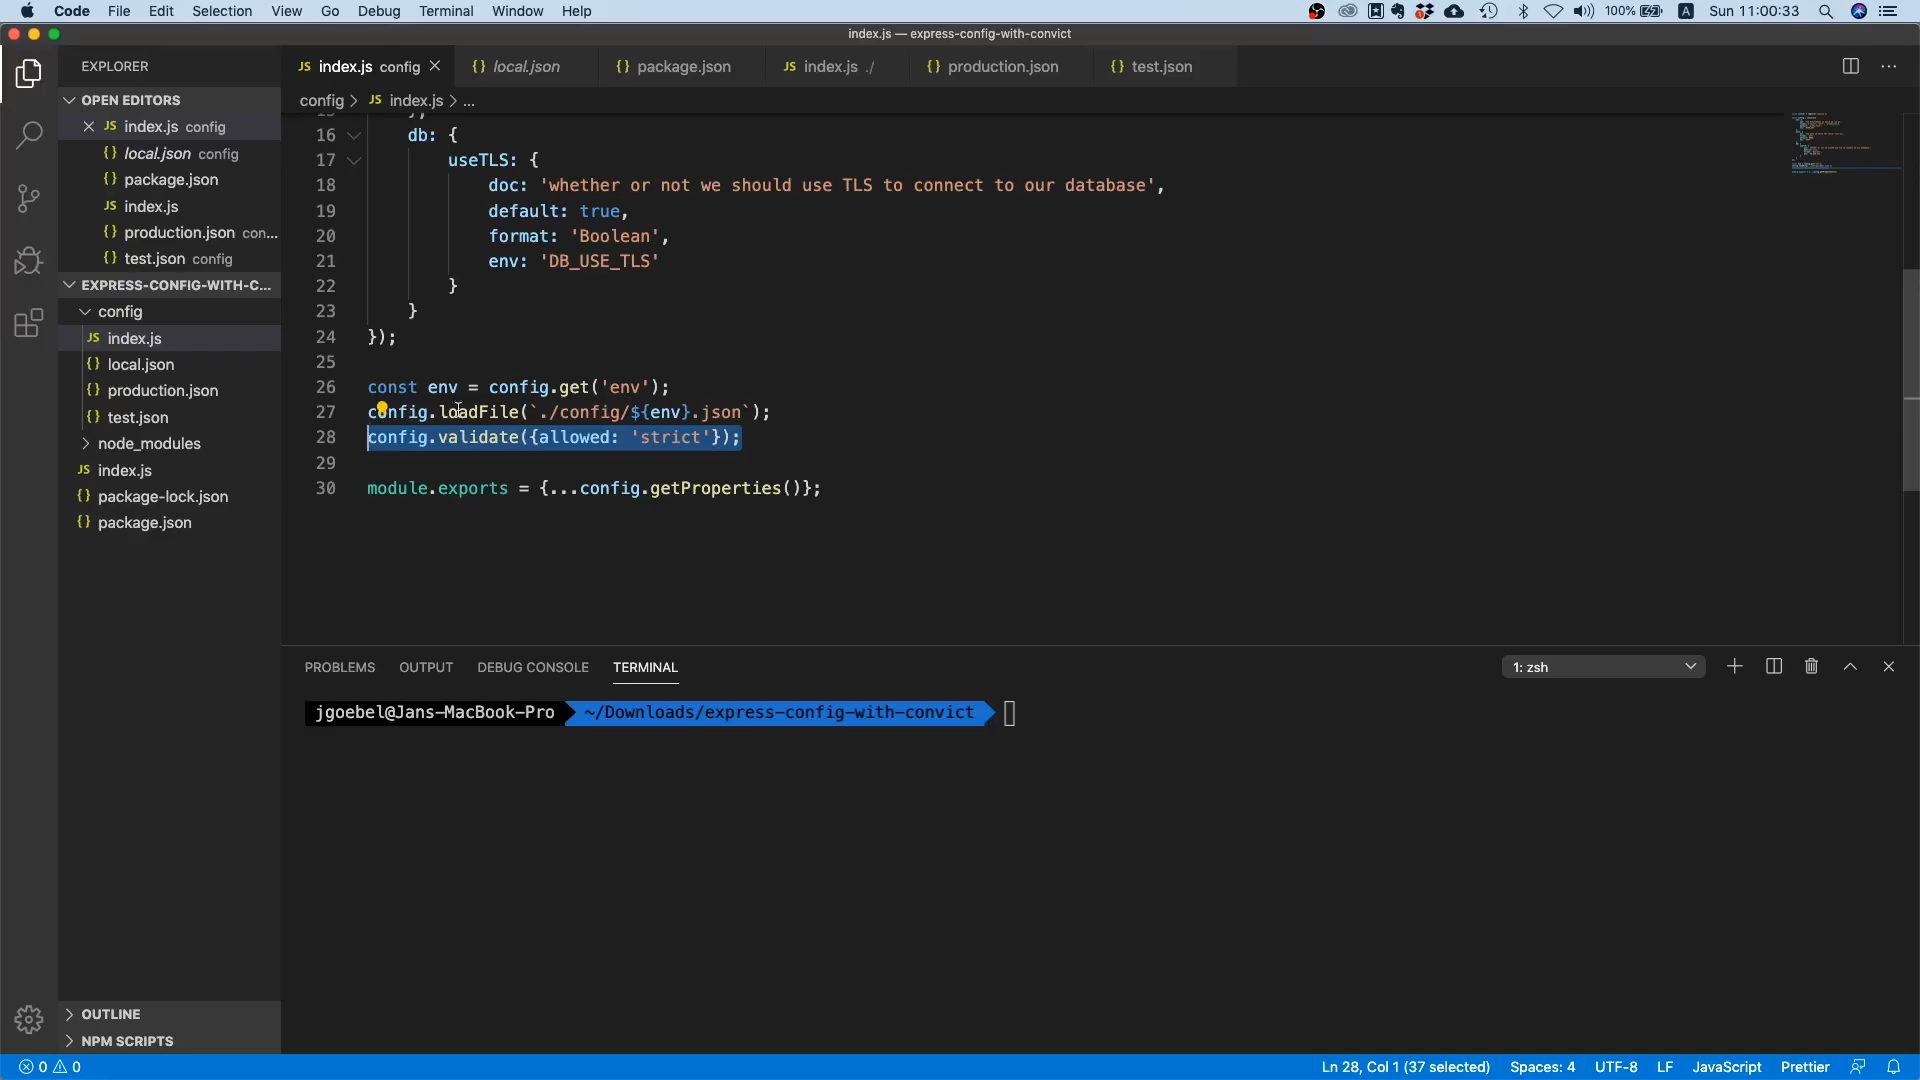 Code File Edit Selection View Go Debug Terminal Window Help
100% A Sun 11:00:33
index.js — express-config-with-convict
EXPLORER
JS index.js config {} local.json {} package.json JS index.js ./ {} production.json {} test.json
OPEN EDITORS
config > JS index.js > ...
JS index.js config
{} local.json config
{} package.json
JS index.js
{} production.json con...
{} test.json config
EXPRESS-CONFIG-WITH-C...
config
JS index.js
{} local.json
{} production.json
{} test.json
node_modules
JS index.js
{} package-lock.json
{} package.json
OUTLINE
NPM SCRIPTS
16 db: {
17 useTLS: {
18 doc: 'whether or not we should use TLS to connect to our database',
19 default: true,
20 format: 'Boolean',
21 env: 'DB_USE_TLS'
22 }
23 }
24 });
25
26 const env = config.get('env');
27 config.loadFile(`./config/${env}.json`);
28 config.validate({allowed: 'strict'});
29
30 module.exports = {...config.getProperties()};
PROBLEMS OUTPUT DEBUG CONSOLE TERMINAL 1: zsh
jgoebel@Jans-MacBook-Pro ~/Downloads/express-config-with-convict
0 0 Ln 28, Col 1 (37 selected) Spaces: 4 UTF-8 LF JavaScript Prettier